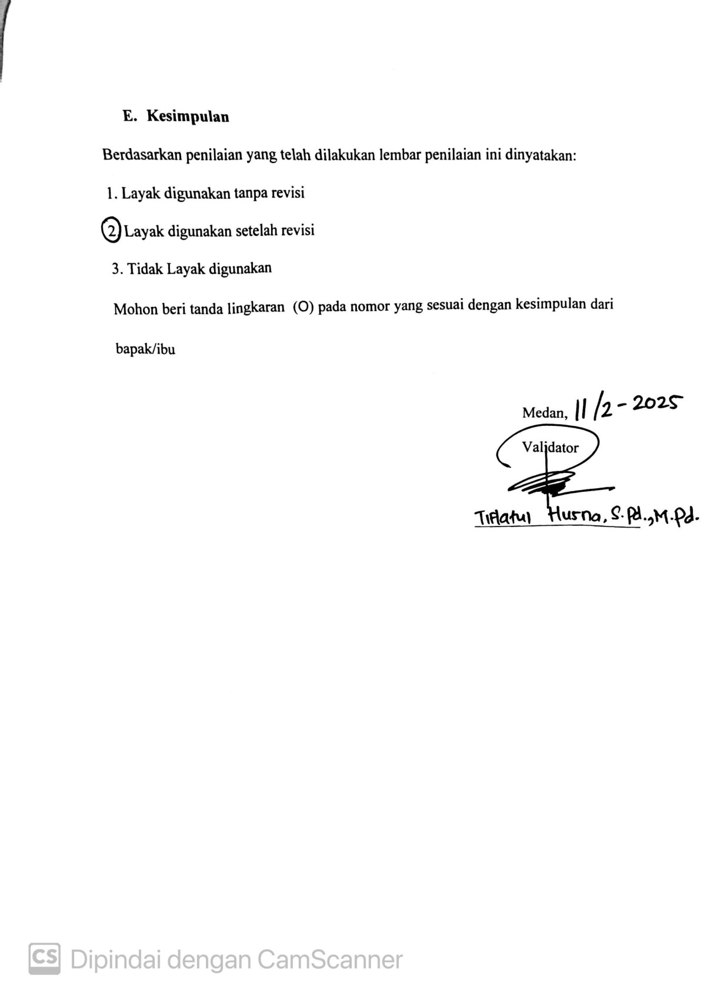 E. Kesimpulan
Berdasarkan penilaian yang telah dilakukan lembar penilaian ini dinyatakan:
1. Layak digunakan tanpa revisi
2. Layak digunakan setelah revisi
3. Tidak Layak digunakan
Mohon beri tanda lingkaran (O) pada nomor yang sesuai dengan kesimpulan dari
bapak/ibu
Medan, 11/2-2025
Validator
Tiflatul Husna, S.Pd., M.Pd.
CS Dipindai dengan CamScanner